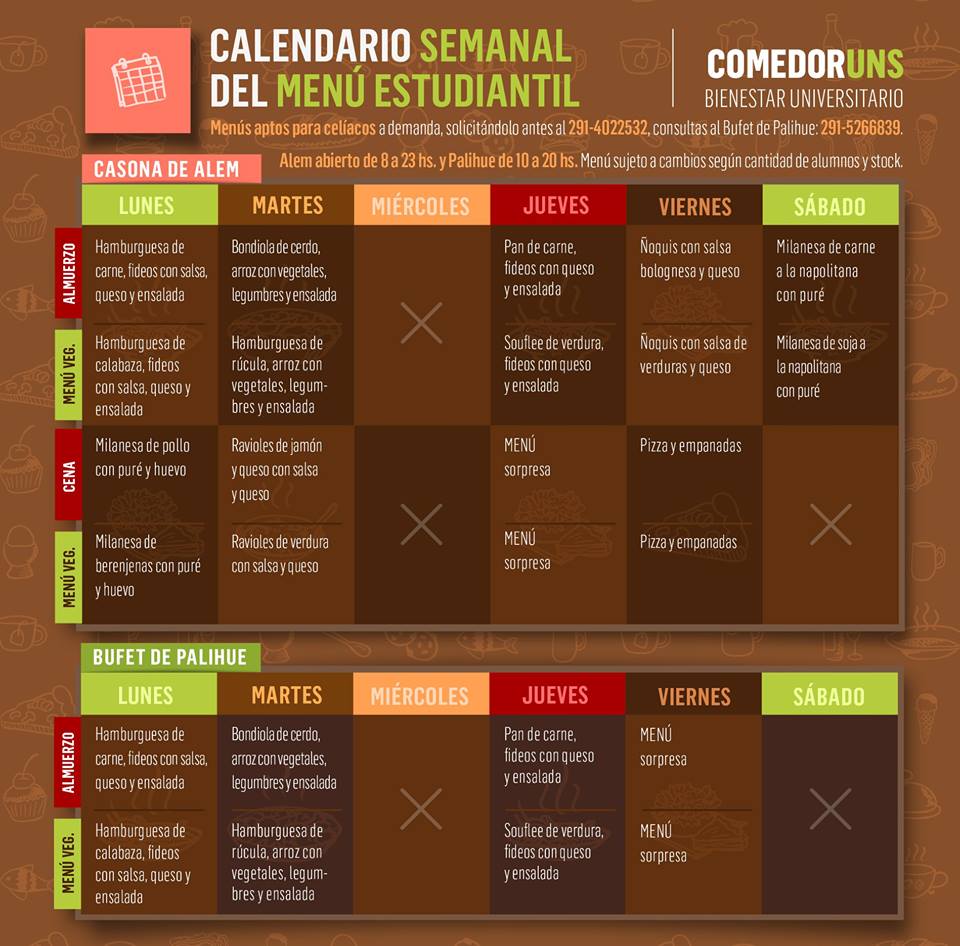 CALENDARIO SEMANAL
DEL MENÚ ESTUDIANTIL
COMEDORUNS
BIENESTAR UNIVERSITARIO
Menús aptos para celíacos a demanda, solicitándolo antes al 291-4022532, consultas al Bufet de Palihue: 291-5266839.
Alem abierto de 8 a 23 hs. y Palihue de 10 a 20 hs. Menú sujeto a cambios según cantidad de alumnos y stock.
CASONA DE ALEM
LUNES
MARTES
MIÉRCOLES
JUEVES
VIERNES
SÁBADO
ALMUERZO
Hamburguesa de
carne, fideos con salsa,
queso y ensalada
Bondiola de cerdo,
arroz con vegetales,
legumbres y ensalada
Pan de carne,
fideos con queso
y ensalada
Ñoquis con salsa
bolognesa y queso
Milanesa de carne
a la napolitana
con puré
MENÚ VEG.
Hamburguesa de
calabaza, fideos
con salsa, queso y
ensalada
Hamburguesa de
rúcula, arroz con
vegetales, legum-
bres y ensalada
Souflee de verdura,
fideos con queso
y ensalada
Ñoquis con salsa de
verduras y queso
Milanesa de soja a
la napolitana
con puré
CENA
Milanesa de pollo
con puré y huevo
Ravioles de jamón
y queso con salsa
y queso
MENÚ
sorpresa
Pizza y empanadas
MENÚ VEG.
Milanesa de
berenjenas con puré
y huevo
Ravioles de verdura
con salsa y queso
MENÚ
sorpresa
Pizza y empanadas
BUFET DE PALIHUE
LUNES
MARTES
MIÉRCOLES
JUEVES
VIERNES
SÁBADO
ALMUERZO
Hamburguesa de
carne, fideos con salsa,
queso y ensalada
Bondiola de cerdo,
arroz con vegetales,
legumbres y ensalada
Pan de carne,
fideos con queso
y ensalada
MENÚ
sorpresa
MENÚ VEG.
Hamburguesa de
calabaza, fideos
con salsa, queso y
ensalada
Hamburguesa de
rúcula, arroz con
vegetales, legum-
bres y ensalada
Souflee de verdura,
fideos con queso
y ensalada
MENÚ
sorpresa